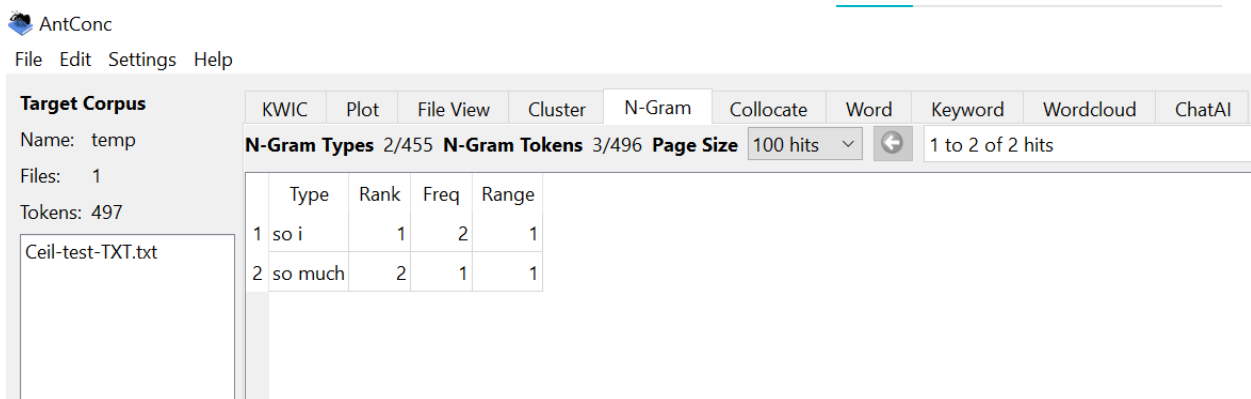 AntConc
File Edit Settings Help
Target Corpus
Name: temp
Files: 1
Tokens: 497
Ceil-test-TXT.txt
KWIC Plot File View Cluster N-Gram Collocate Word Keyword Wordcloud ChatAI
N-Gram Types 2/455 N-Gram Tokens 3/496 Page Size 100 hits 1 to 2 of 2 hits
Type Rank Freq Range
1 so i 1 2 1
2 so much 2 1 1